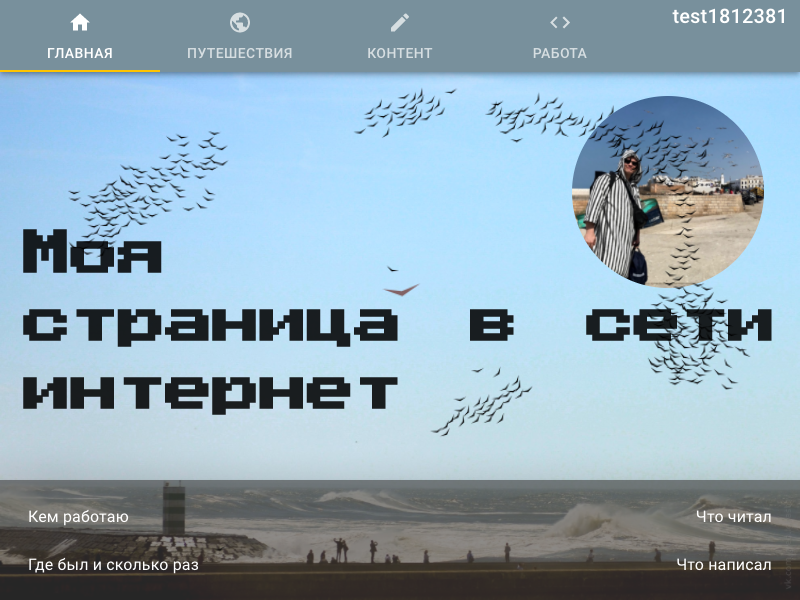 test1812381
ГЛАВНАЯ
ПУТЕШЕСТВИЯ
КОНТЕНТ
РАБОТА
Моя
страница в сети
интернет
Кем работаю
Что читал
Где был и сколько раз
Что написал